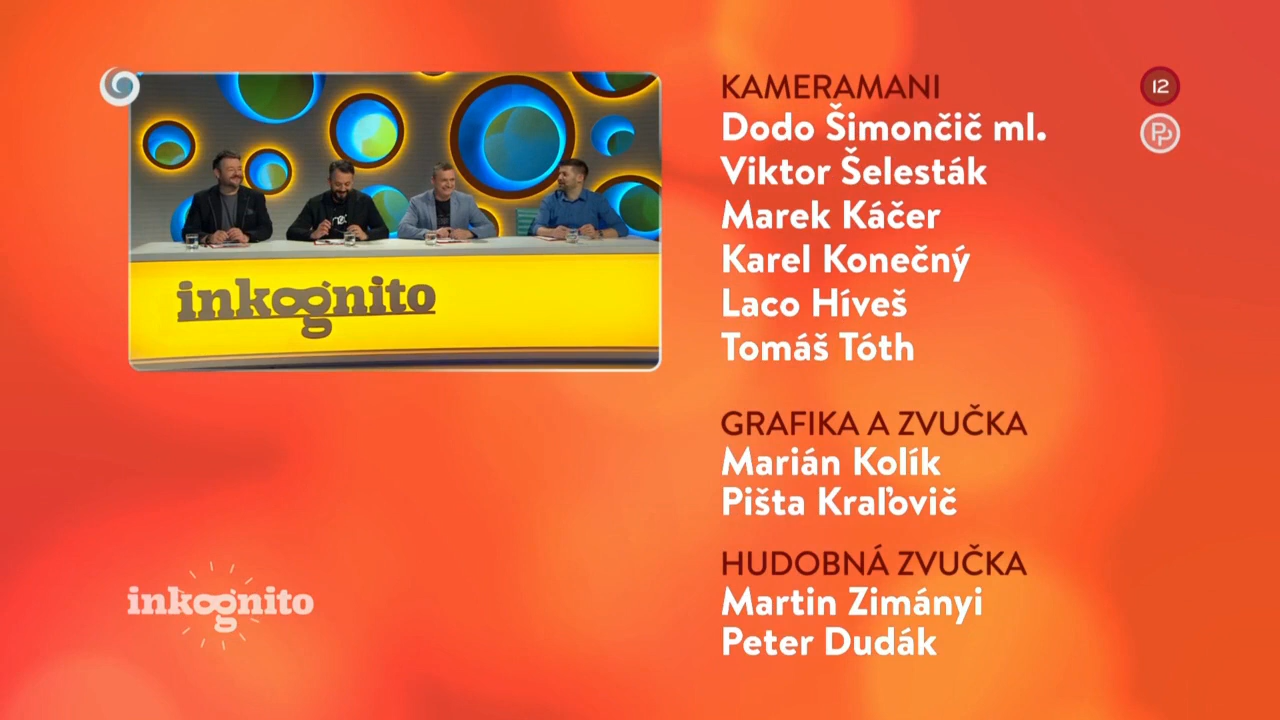 inkognito
KAMERAMANI
Dodo Šimončič ml.
Viktor Šelesták
Marek Káčer
Karel Konečný
Laco Híveš
Tomáš Tóth
GRAFIKA A ZVUČKA
Marián Kolík
Pišta Kraľovič
HUDOBNÁ ZVUČKA
Martin Zimányi
Peter Dudák
inkognito
12
PP